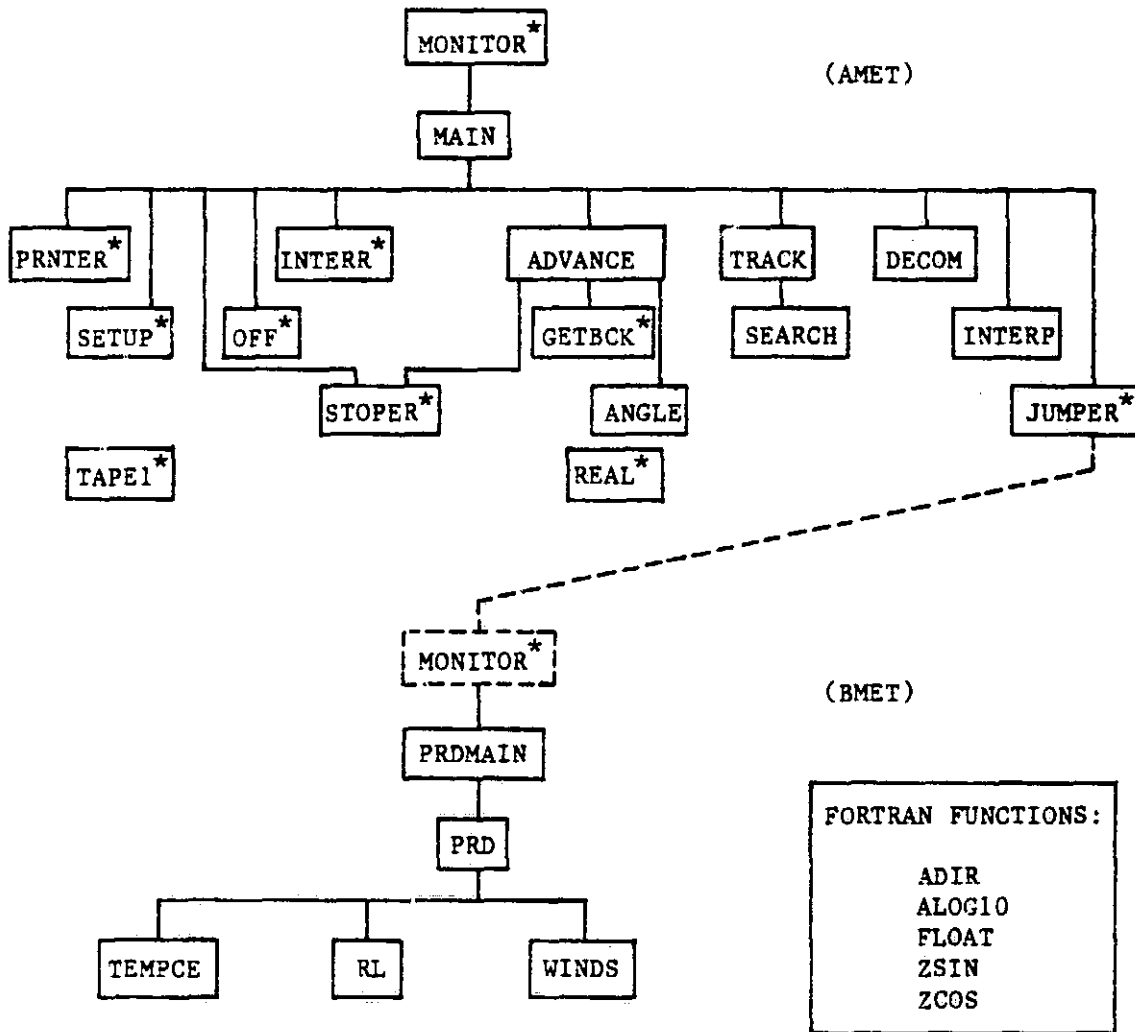 MONITOR*
(AMET)
MAIN
PRNTER*
INTERR*
ADVANCE
TRACK
DECOM
SETUP*
OFF*
GETBCK*
SEARCH
INTERP
STOPER*
ANGLE
JUMPER*
TAPE1*
REAL*
MONITOR*
(BMET)
PRDMAIN
PRD
TEMPCE
RL
WINDS
FORTRAN FUNCTIONS:
ADIR
ALOG10
FLOAT
ZSIN
ZCOS